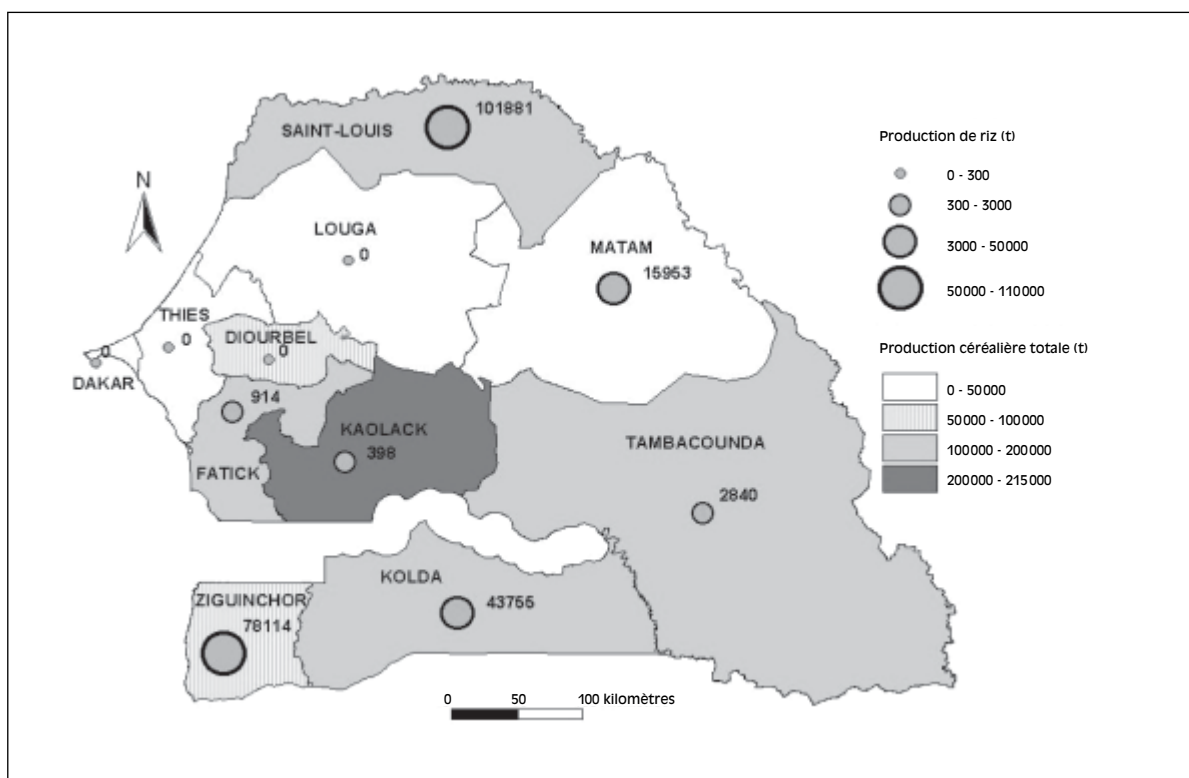 101881
SAINT-LOUIS
N
LOUGA
0
MATAM
15953
THIES
0
DIOURBEL
0
0
DAKAR
914
KAOLACK
398
FATICK
TAMBACOUNDA
2840
KOLDA
43755
ZIGUINCHOR
78114
0 50 100 kilomètres
Production de riz (t)
0 - 300
300 - 3000
3000 - 50000
50000 - 110000
Production céréalière totale (t)
0 - 50000
50000 - 100000
100000 - 200000
200000 - 215000